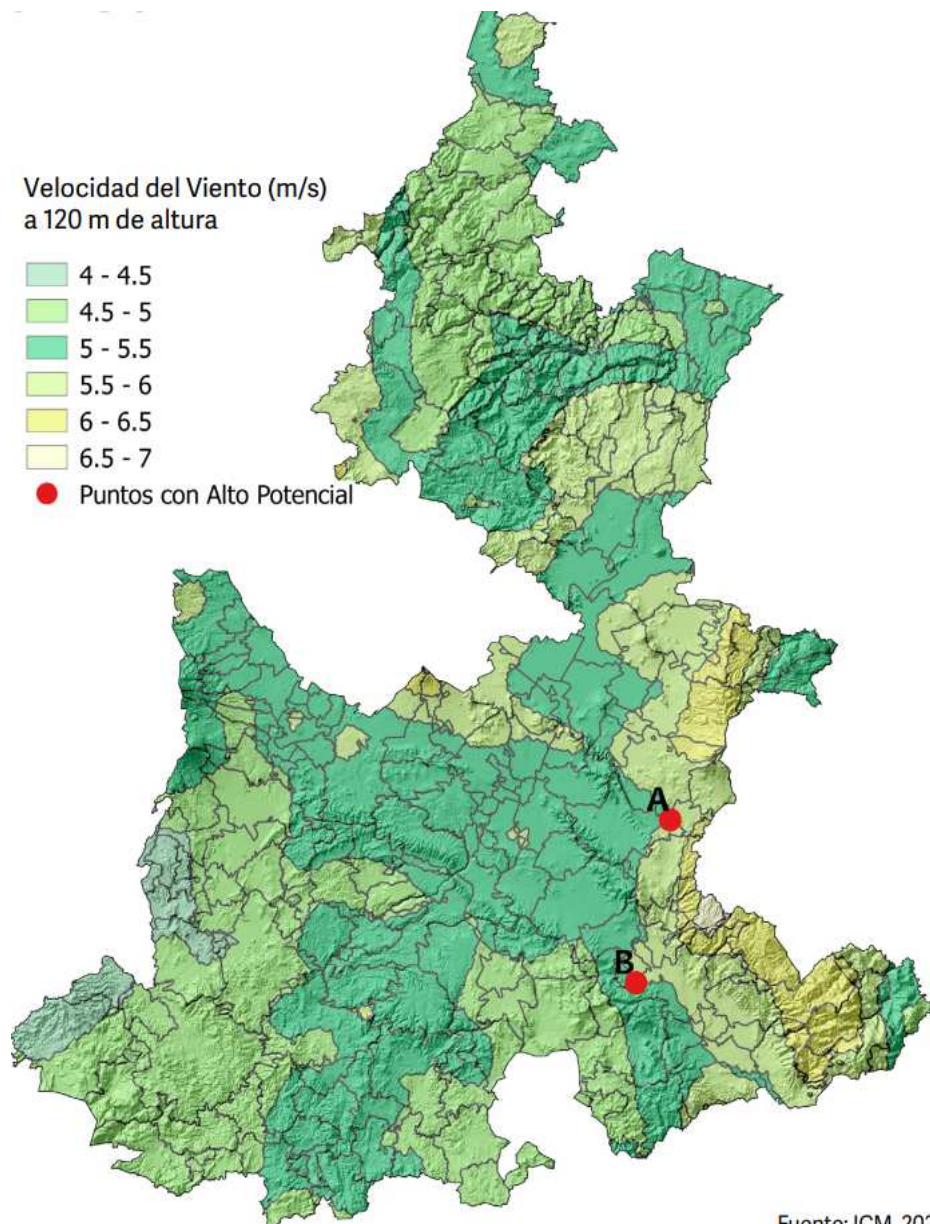 Velocidad del Viento (m/s)
a 120 m de altura
4 - 4.5
4.5 - 5
5 - 5.5
5.5 - 6
6 - 6.5
6.5 - 7
Puntos con Alto Potencial
A
B